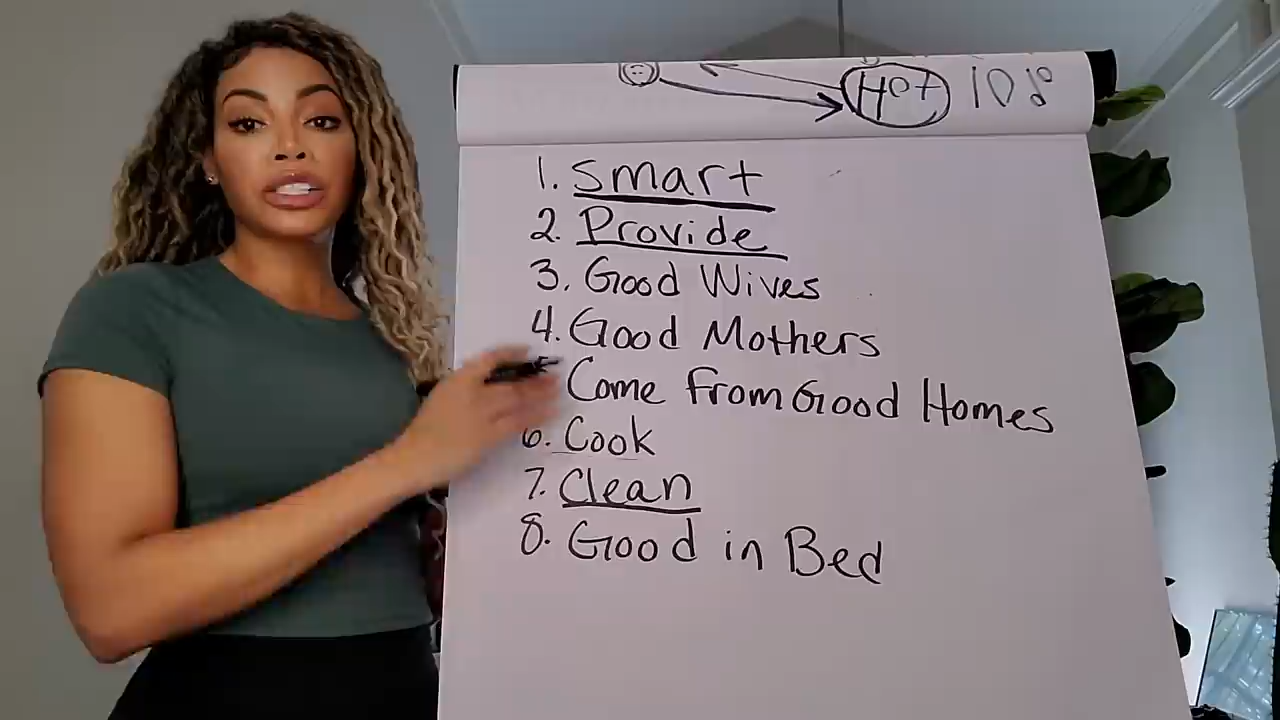 Hot 10%
1. Smart
2. Provide
3. Good Wives
4. Good Mothers
Come From Good Homes
6. Cook
7. Clean
8. Good in Bed